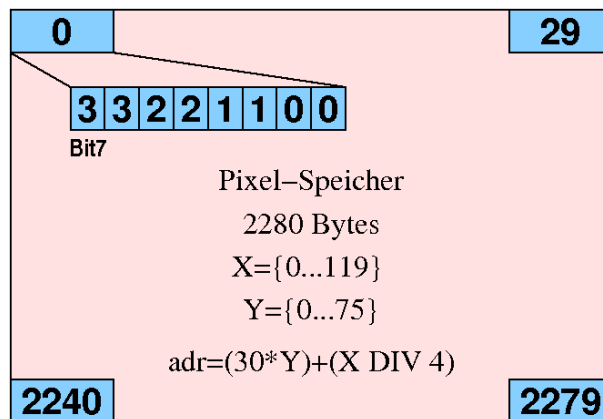 0 29
3 3 2 2 1 1 0 0
Bit7
Pixel–Speicher
2280 Bytes
X={0...119}
Y={0...75}
adr=(30*Y)+(X DIV 4)
2240 2279